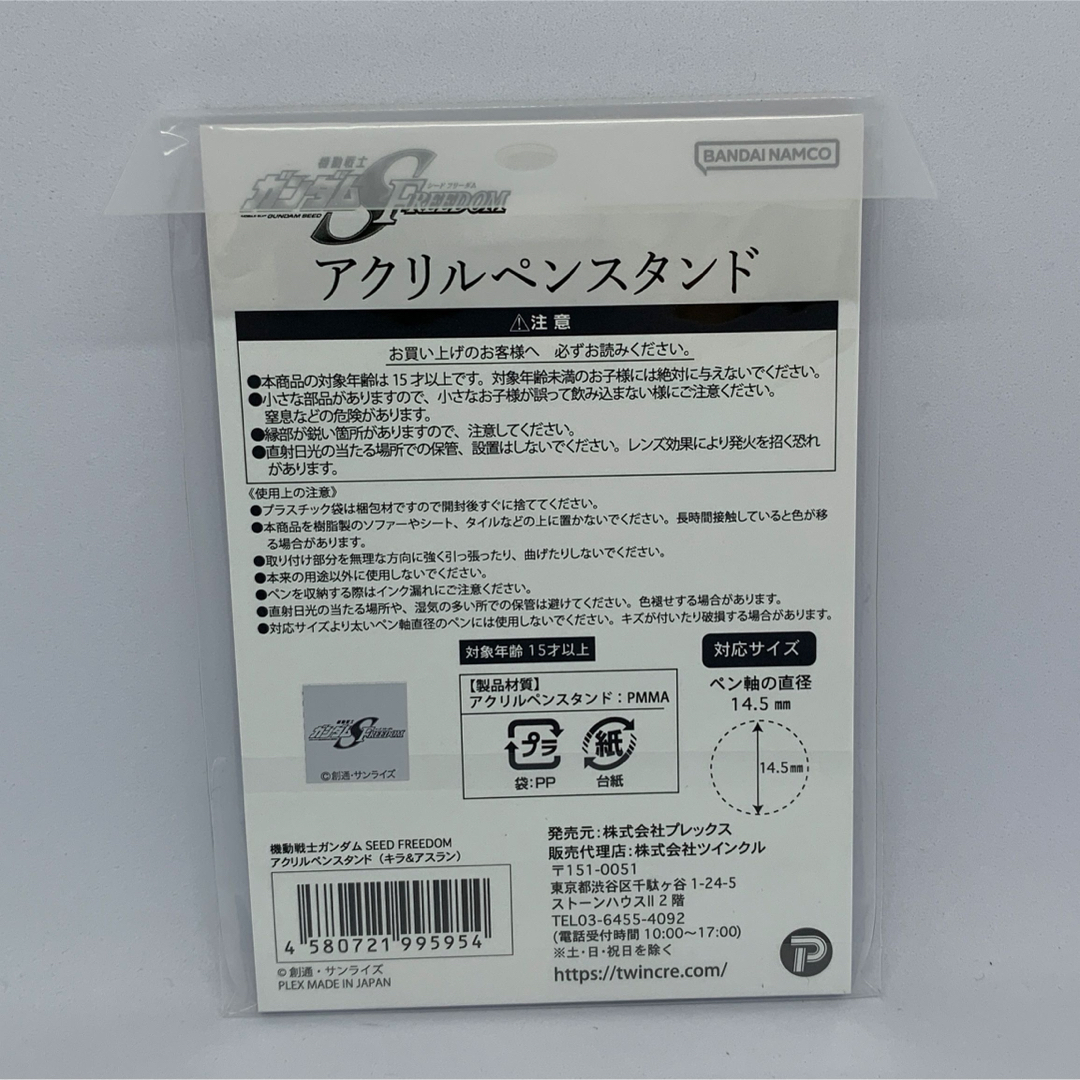 機動戦士
ガンダムSEED FREEDOM
シード フリーダム
MOBILE SUIT GUNDAM SEED
BANDAI NAMCO
アクリルペンスタンド
⚠注意
お買い上げのお客様へ 必ずお読みください。
●本商品の対象年齢は15才以上です。対象年齢未満のお子様には絶対に与えないでください。
●小さな部品がありますので、小さなお子様が誤って飲み込まない様にご注意ください。
窒息などの危険があります。
●縁部が鋭い箇所がありますので、注意してください。
●直射日光の当たる場所での保管、設置はしないでください。レンズ効果により発火を招く恐れ
があります。
《使用上の注意》
●プラスチック袋は梱包材ですので開封後すぐに捨ててください。
●本商品を樹脂製のソファーやシート、タイルなどの上に置かないでください。長時間接触していると色が移
る場合があります。
●取り付け部分を無理な方向に強く引っ張ったり、曲げたりしないでください。
●本来の用途以外に使用しないでください。
●ペンを収納する際はインク漏れにご注意ください。
●直射日光の当たる場所や、湿気の多い所での保管は避けてください。色褪せする場合があります。
●対応サイズより太いペン軸直径のペンには使用しないでください。キズが付いたり破損する場合があります。
対象年齢 15才以上
【製品材質】
アクリルペンスタンド：PMMA
プラ
袋:PP
紙
台紙
対応サイズ
ペン軸の直径
14.5 mm
14.5mm
機動戦士
ガンダムSEED FREEDOM
©創通・サンライズ
機動戦士ガンダム SEED FREEDOM
アクリルペンスタンド（キラ&アスラン）
4 580721 995954
©創通・サンライズ
PLEX MADE IN JAPAN
発売元:株式会社プレックス
販売代理店:株式会社ツインクル
〒151-0051
東京都渋谷区千駄ヶ谷 1-24-5
ストーンハウスII 2 階
TEL03-6455-4092
(電話受付時間 10:00～17:00)
※土・日・祝日を除く
https://twincre.com/
P